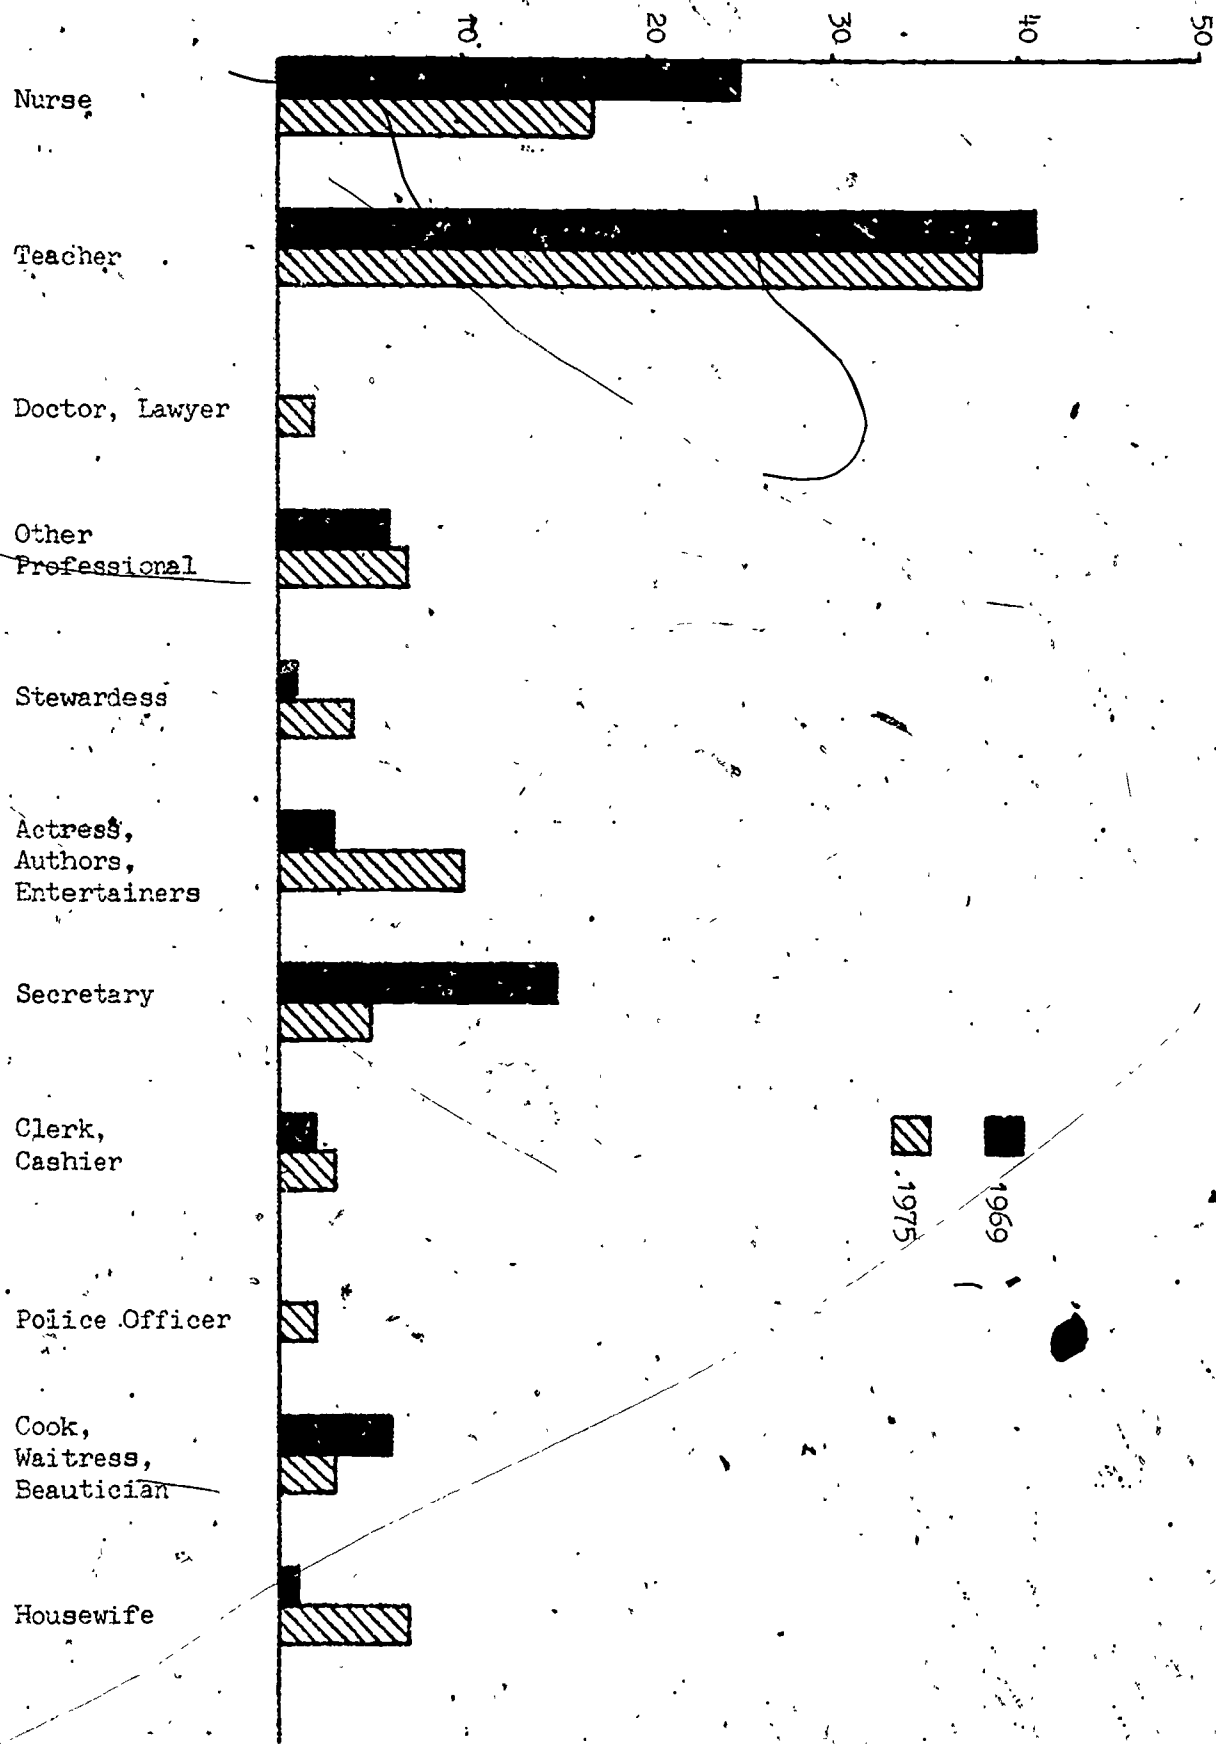 10 20 30 40 50
Nurse
Teacher
Doctor, Lawyer
Other
Professional
Stewardess
Actress,
Authors,
Entertainers
Secretary
Clerk,
Cashier
1975
1969
Police Officer
Cook,
Waitress,
Beautician
Housewife